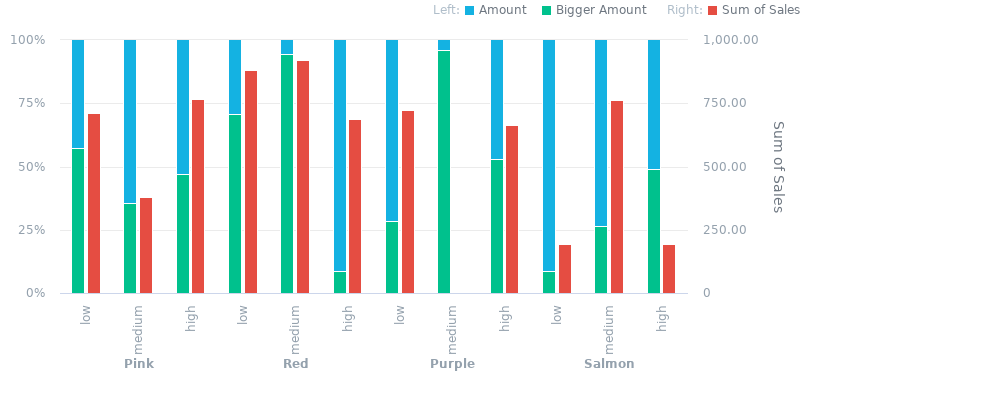 Left: Amount Bigger Amount Right: Sum of Sales
100% 1,000.00
75% 750.00
50% 500.00
25% 250.00
0% 0
Sum of Sales
low medium high low medium high low medium high low medium high
Pink Red Purple Salmon